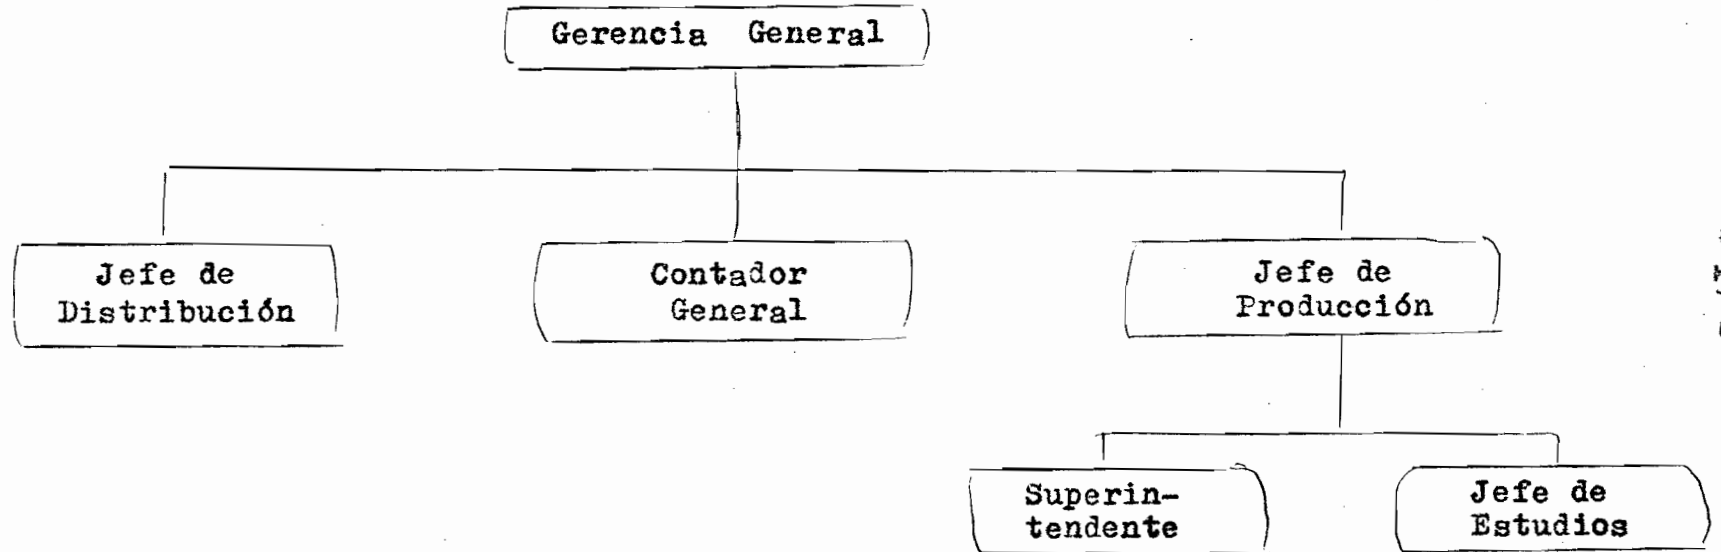 Gerencia General
Jefe de
Distribución
Contador
General
Jefe de
Producción
Superin-
tendente
Jefe de
Estudios